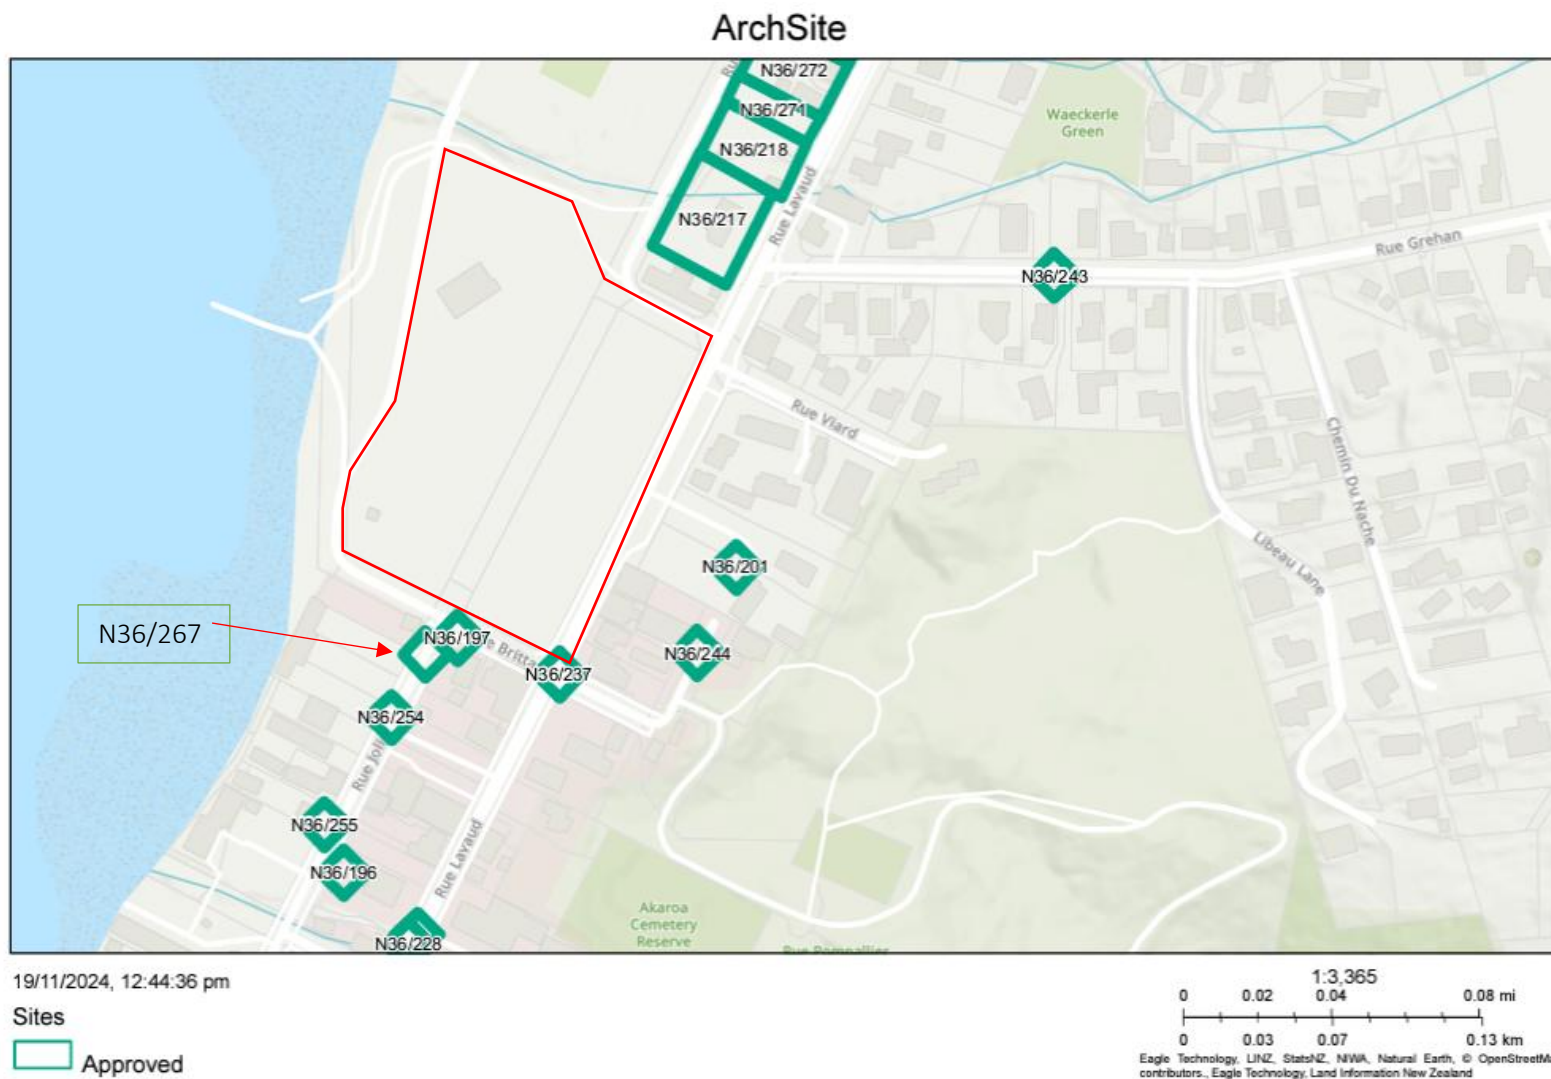 ArchSite
N36/272
N36/271
N36/218
N36/217
Rue Lavaud
Waeckerle
Green
Rue Grehan
N36/243
Rue Viard
Chemin Du Nache
Libeau Lane
N36/201
N36/267
N36/197
N36/244
N36/237
N36/254
N36/255
N36/196
Rue Lavaud
N36/228
Akaroa
Cemetery
Reserve
19/11/2024, 12:44:36 pm
Sites
Approved
1:3,365
0 0.02 0.04 0.08 mi
0 0.03 0.07 0.13 km
Eagle Technology, LINZ, StatsNZ, NIWA, Natural Earth, © OpenStreetMa
contributors., Eagle Technology, Land Information New Zealand